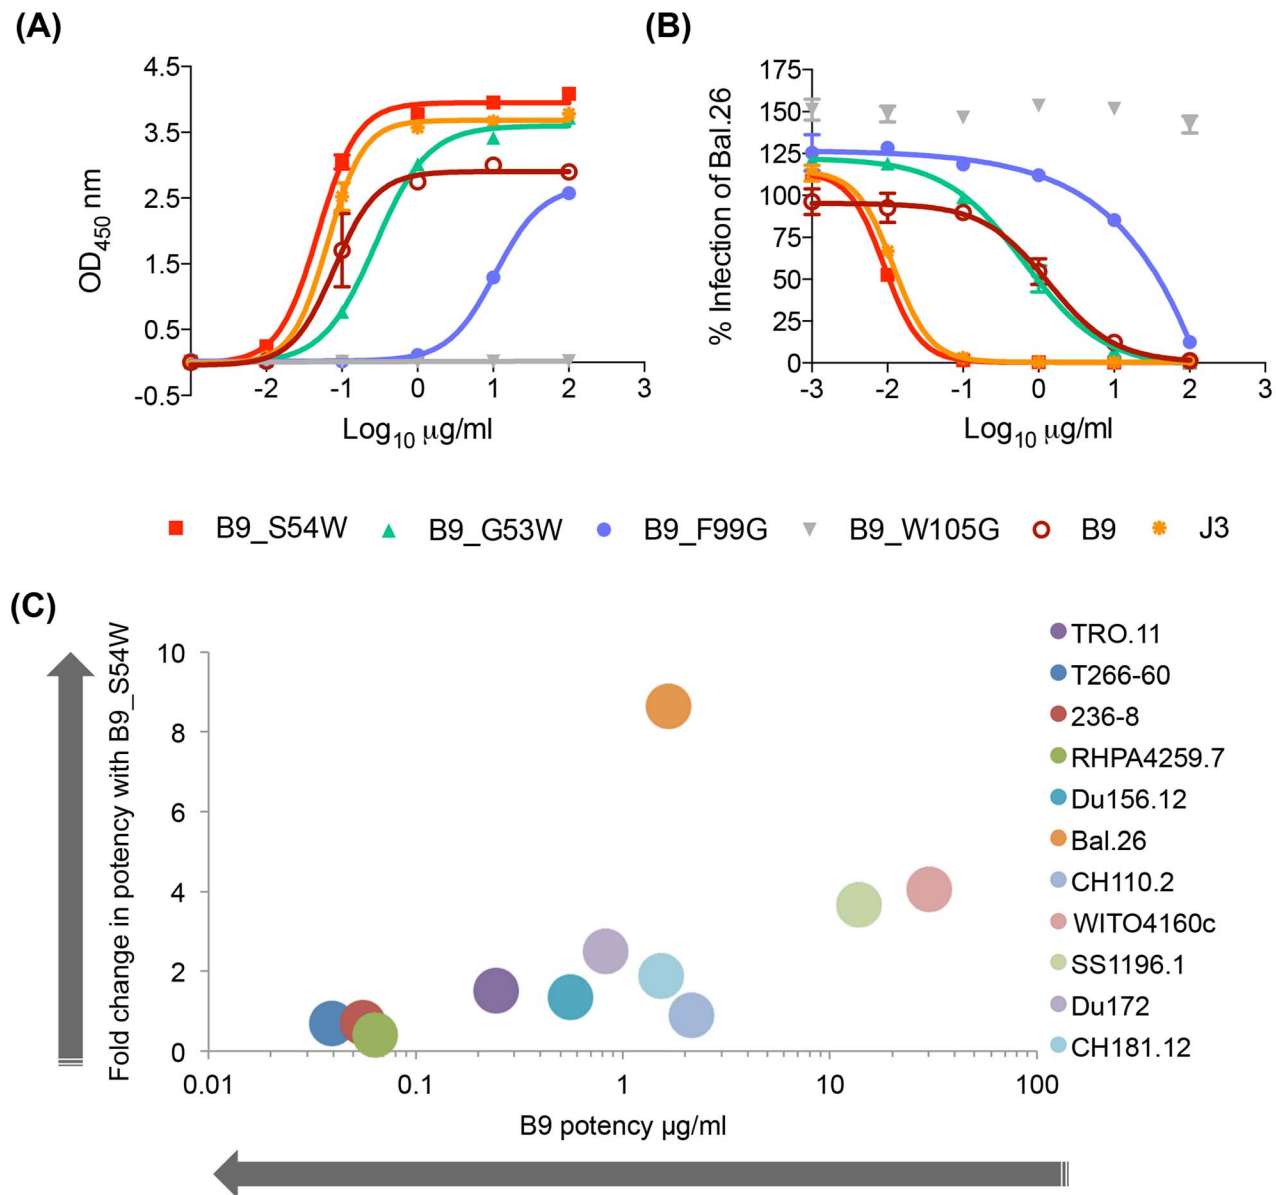 (A)
OD450 nm
4.5
3.5
2.5
1.5
0.5
-0.5
-2 -1 0 1 2 3
Log10 μg/ml
(B)
% Infection of Bal.26
175
150
125
100
75
50
25
0
-3 -2 -1 0 1 2 3
Log10 μg/ml
B9_S54W B9_G53W B9_F99G B9_W105G B9 J3
(C)
Fold change in potency with B9_S54W
10
8
6
4
2
0
0.01 0.1 1 10 100
B9 potency μg/ml
TRO.11
T266-60
236-8
RHPA4259.7
Du156.12
Bal.26
CH110.2
WITO4160c
SS1196.1
Du172
CH181.12